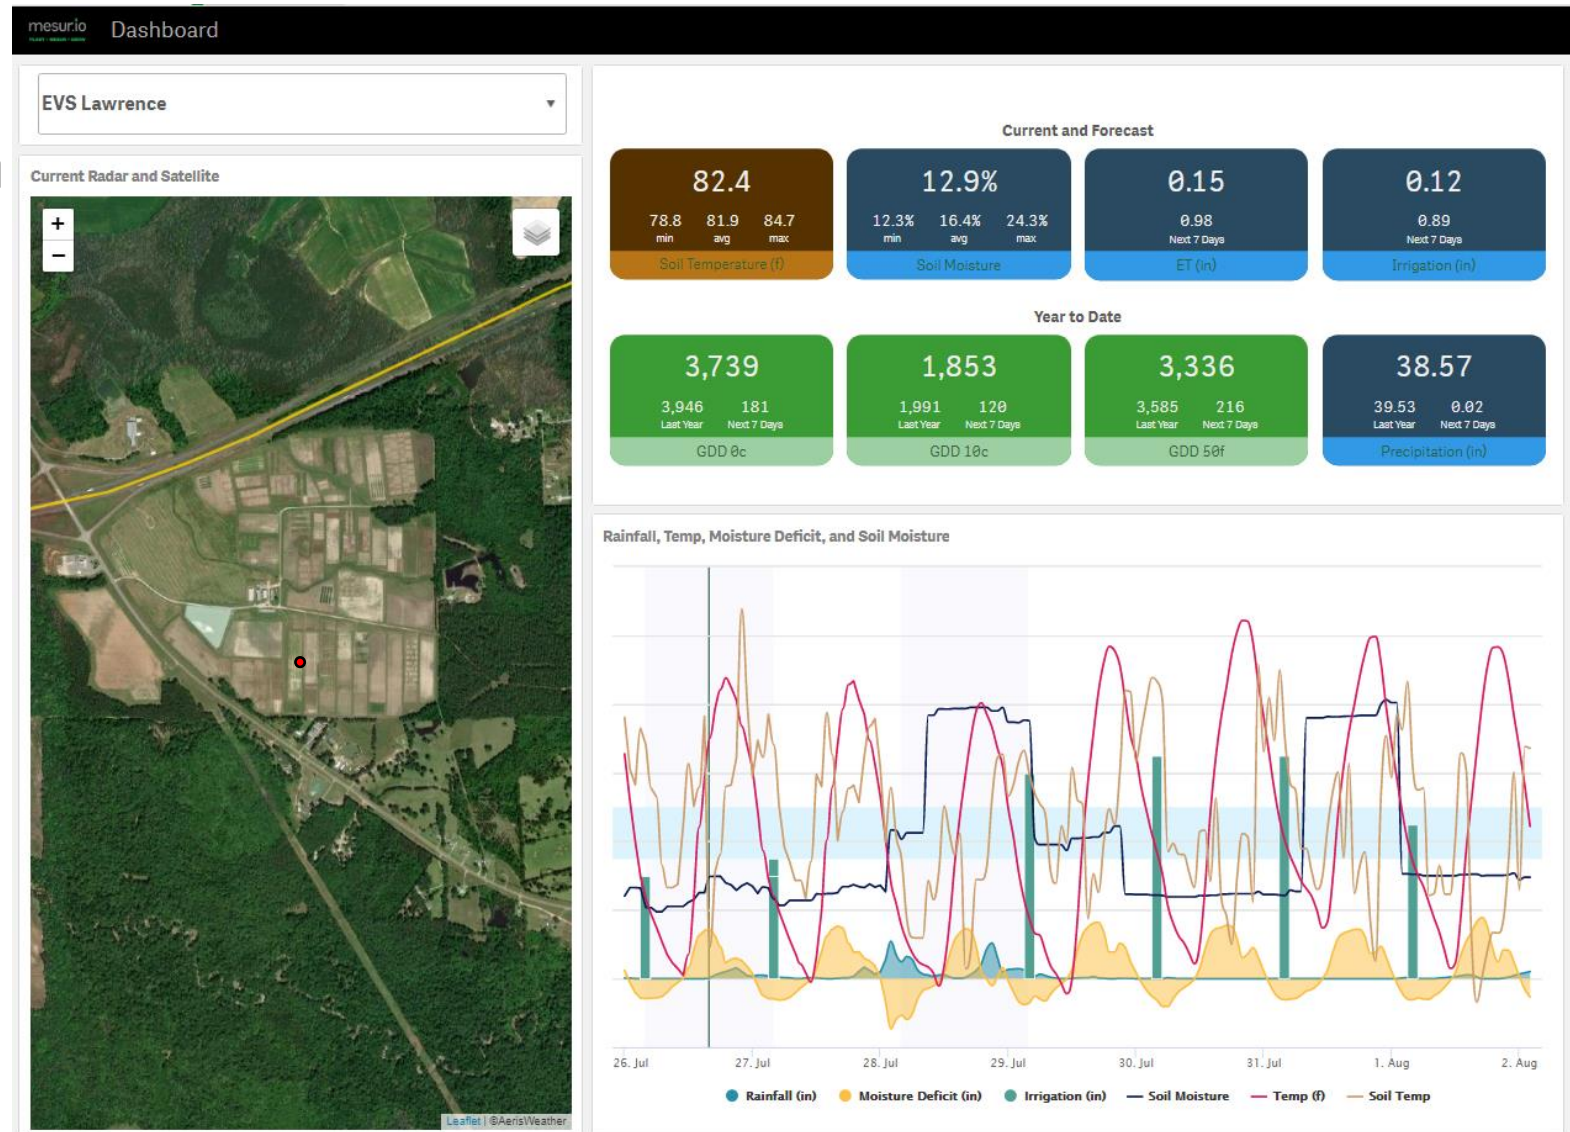 mesur.io
Dashboard
EVS Lawrence
Current Radar and Satellite
+
−
Leaflet | ©AerisWeather
Current and Forecast
82.4
78.8 81.9 84.7
min avg max
Soil Temperature (f)
12.9%
12.3% 16.4% 24.3%
min avg max
Soil Moisture
0.15
0.98
Next 7 Days
ET (in)
0.12
0.89
Next 7 Days
Irrigation (in)
Year to Date
3,739
3,946 181
Last Year Next 7 Days
GDD 0c
1,853
1,991 120
Last Year Next 7 Days
GDD 10c
3,336
3,585 216
Last Year Next 7 Days
GDD 50f
38.57
39.53 0.02
Last Year Next 7 Days
Precipitation (in)
Rainfall, Temp, Moisture Deficit, and Soil Moisture
26. Jul 27. Jul 28. Jul 29. Jul 30. Jul 31. Jul 1. Aug 2. Aug
Rainfall (in) Moisture Deficit (in) Irrigation (in) Soil Moisture Temp (f) Soil Temp